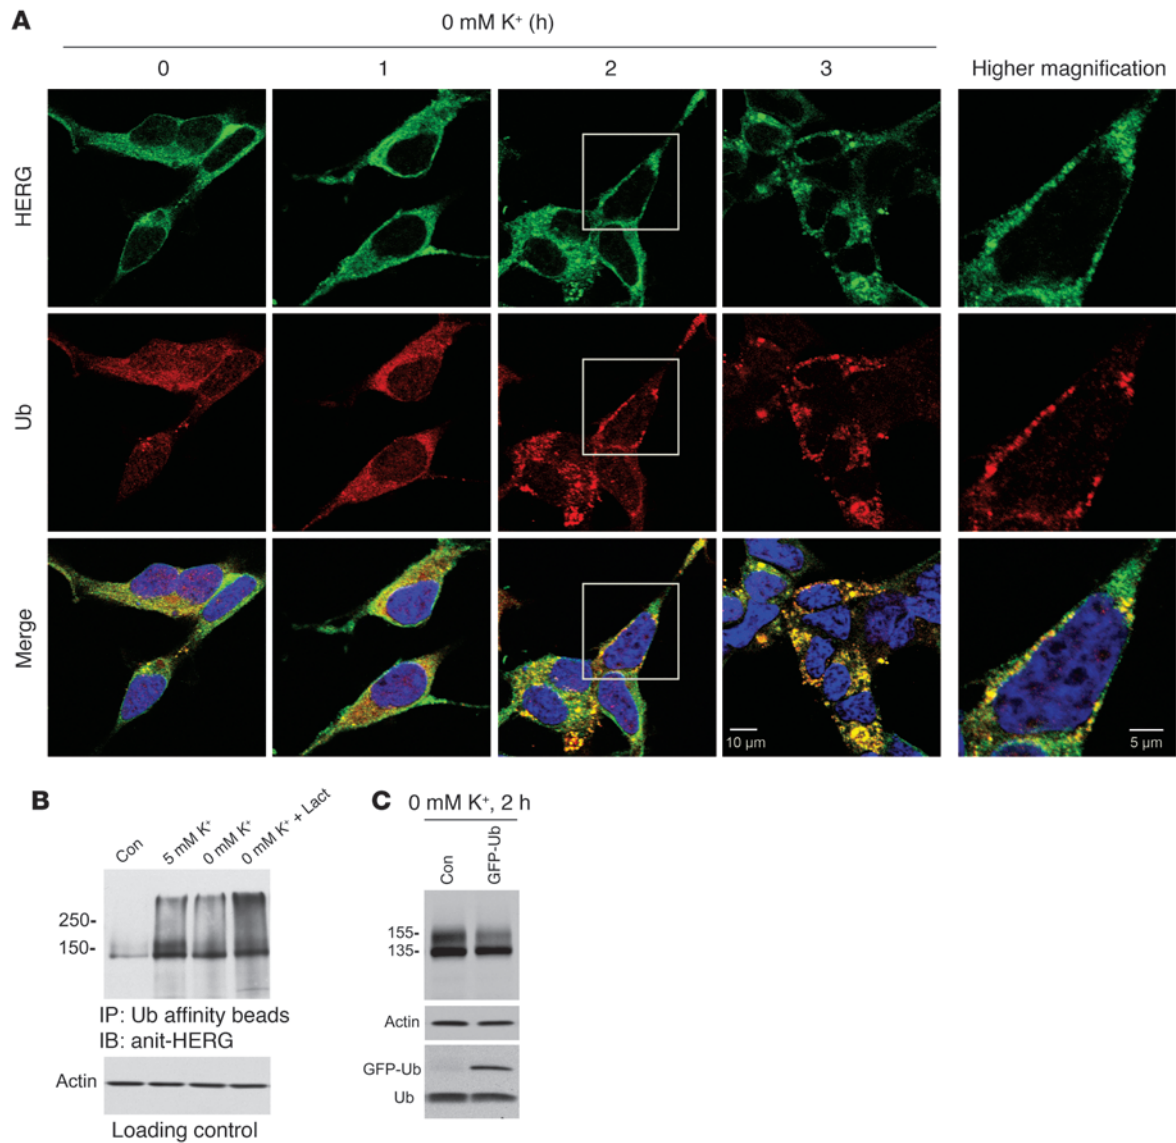 A
0 mM K⁺ (h)
0 1 2 3 Higher magnification
HERG
Ub
Merge
10 µm
5 µm
B
Con
5 mM K⁺
0 mM K⁺
0 mM K⁺ + Lact
250-
150-
IP: Ub affinity beads
IB: anit-HERG
Actin
Loading control
C
0 mM K⁺, 2 h
Con
GFP-Ub
155-
135-
Actin
GFP-Ub
Ub